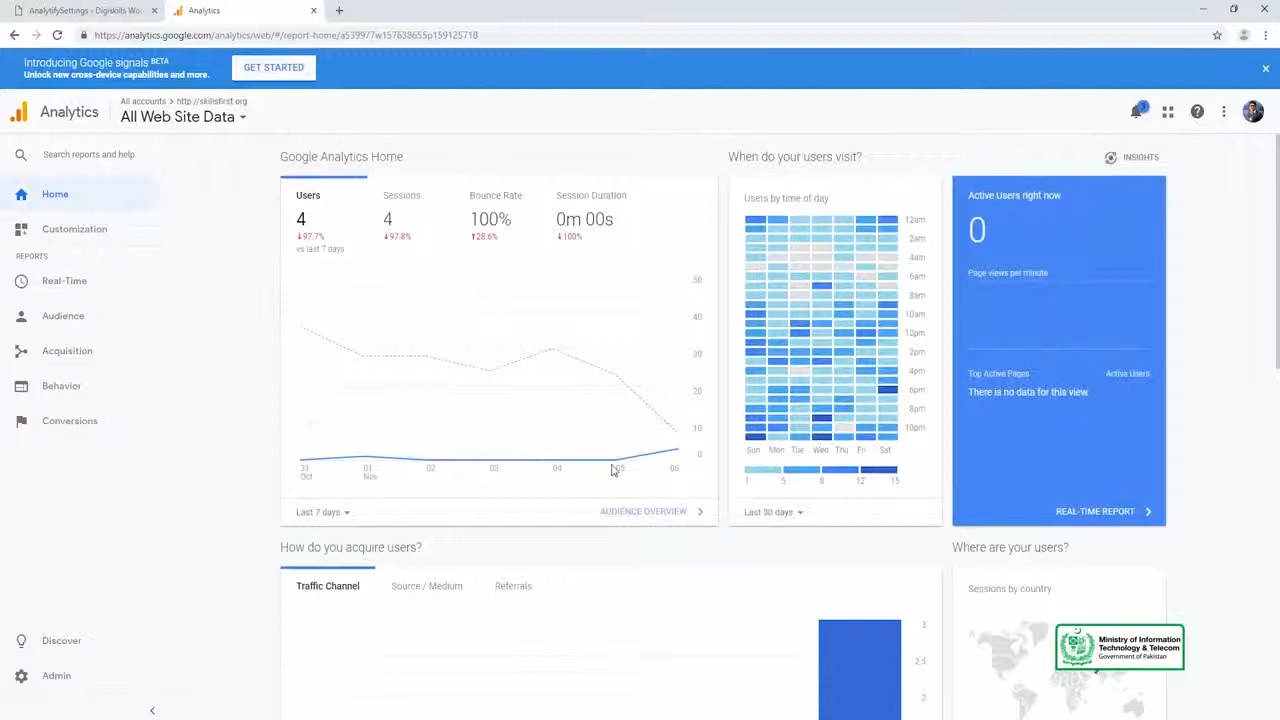 AnalytifySettings - Digiskills Wo
Analytics
https://analytics.google.com/analytics/web/#/report-home/a539977w157638655p159125718
Introducing Google signals BETA
Unlock new cross-device capabilities and more.
GET STARTED
Analytics
All accounts > http://skillsfirst.org
All Web Site Data
3
Search reports and help
Home
Customization
REPORTS
Real-Time
Audience
Acquisition
Behavior
Conversions
Discover
Admin
Google Analytics Home
Users
4
↓97.7%
vs last 7 days
Sessions
4
↓97.8%
Bounce Rate
100%
↑28.6%
Session Duration
0m 00s
↓100%
50
40
30
20
10
0
31 01 02 03 04 05 06
Oct Nov
Last 7 days
AUDIENCE OVERVIEW
When do your users visit?
INSIGHTS
Users by time of day
12am
2am
4am
6am
8am
10am
12pm
2pm
4pm
6pm
8pm
10pm
Sun Mon Tue Wed Thu Fri Sat
1 5 8 12 15
Last 30 days
Active Users right now
0
Page views per minute
Top Active Pages Active Users
There is no data for this view.
REAL-TIME REPORT
How do you acquire users?
Traffic Channel Source / Medium Referrals
3
2.5
2
Where are your users?
Sessions by country
Ministry of Information
Technology & Telecom
Government of Pakistan